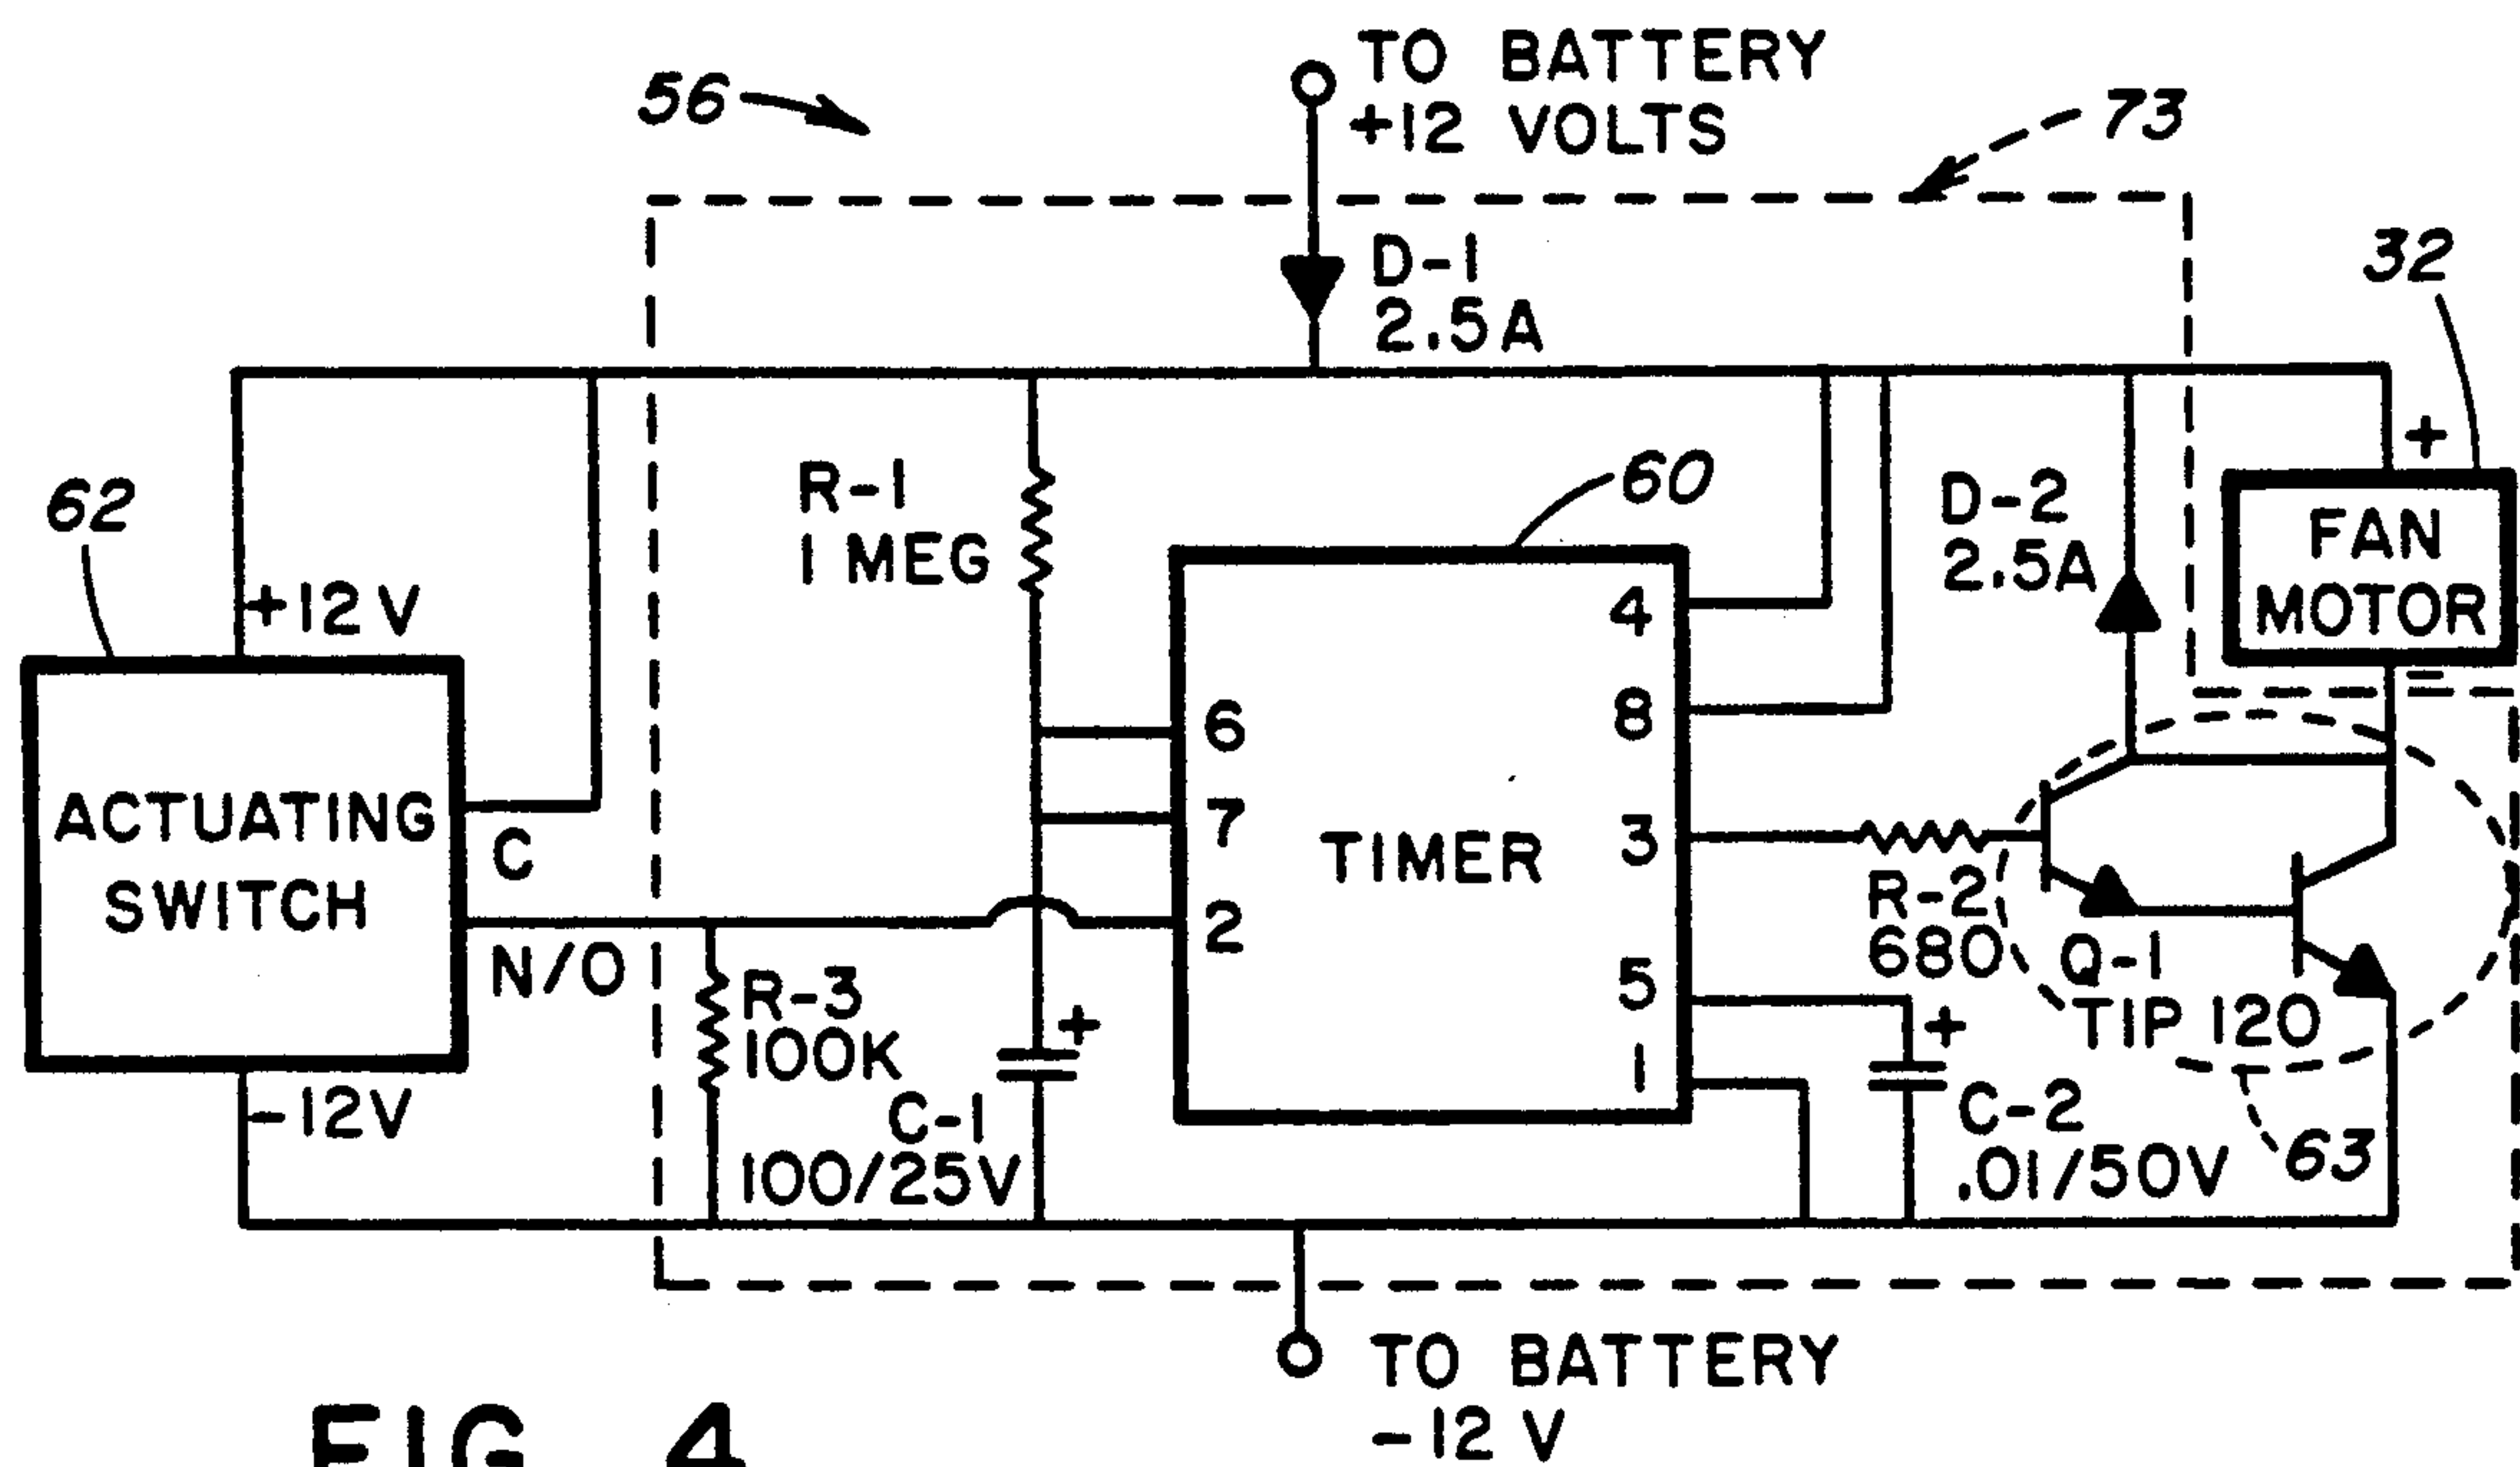 TO BATTERY
+12 VOLTS
56
73
D-1
2.5A
32
+
R-1
1 MEG
60
D-2
2.5A
FAN
MOTOR
-
62
+12V
4
8
6
7
2
TIMER
3
5
1
ACTUATING
SWITCH
C
N/O
R-2
680
Q-1
TIP 120
R-3
100K
+
+
C-1
100/25V
C-2
.01/50V
63
-12V
TO BATTERY
-12 V
FIG. 4